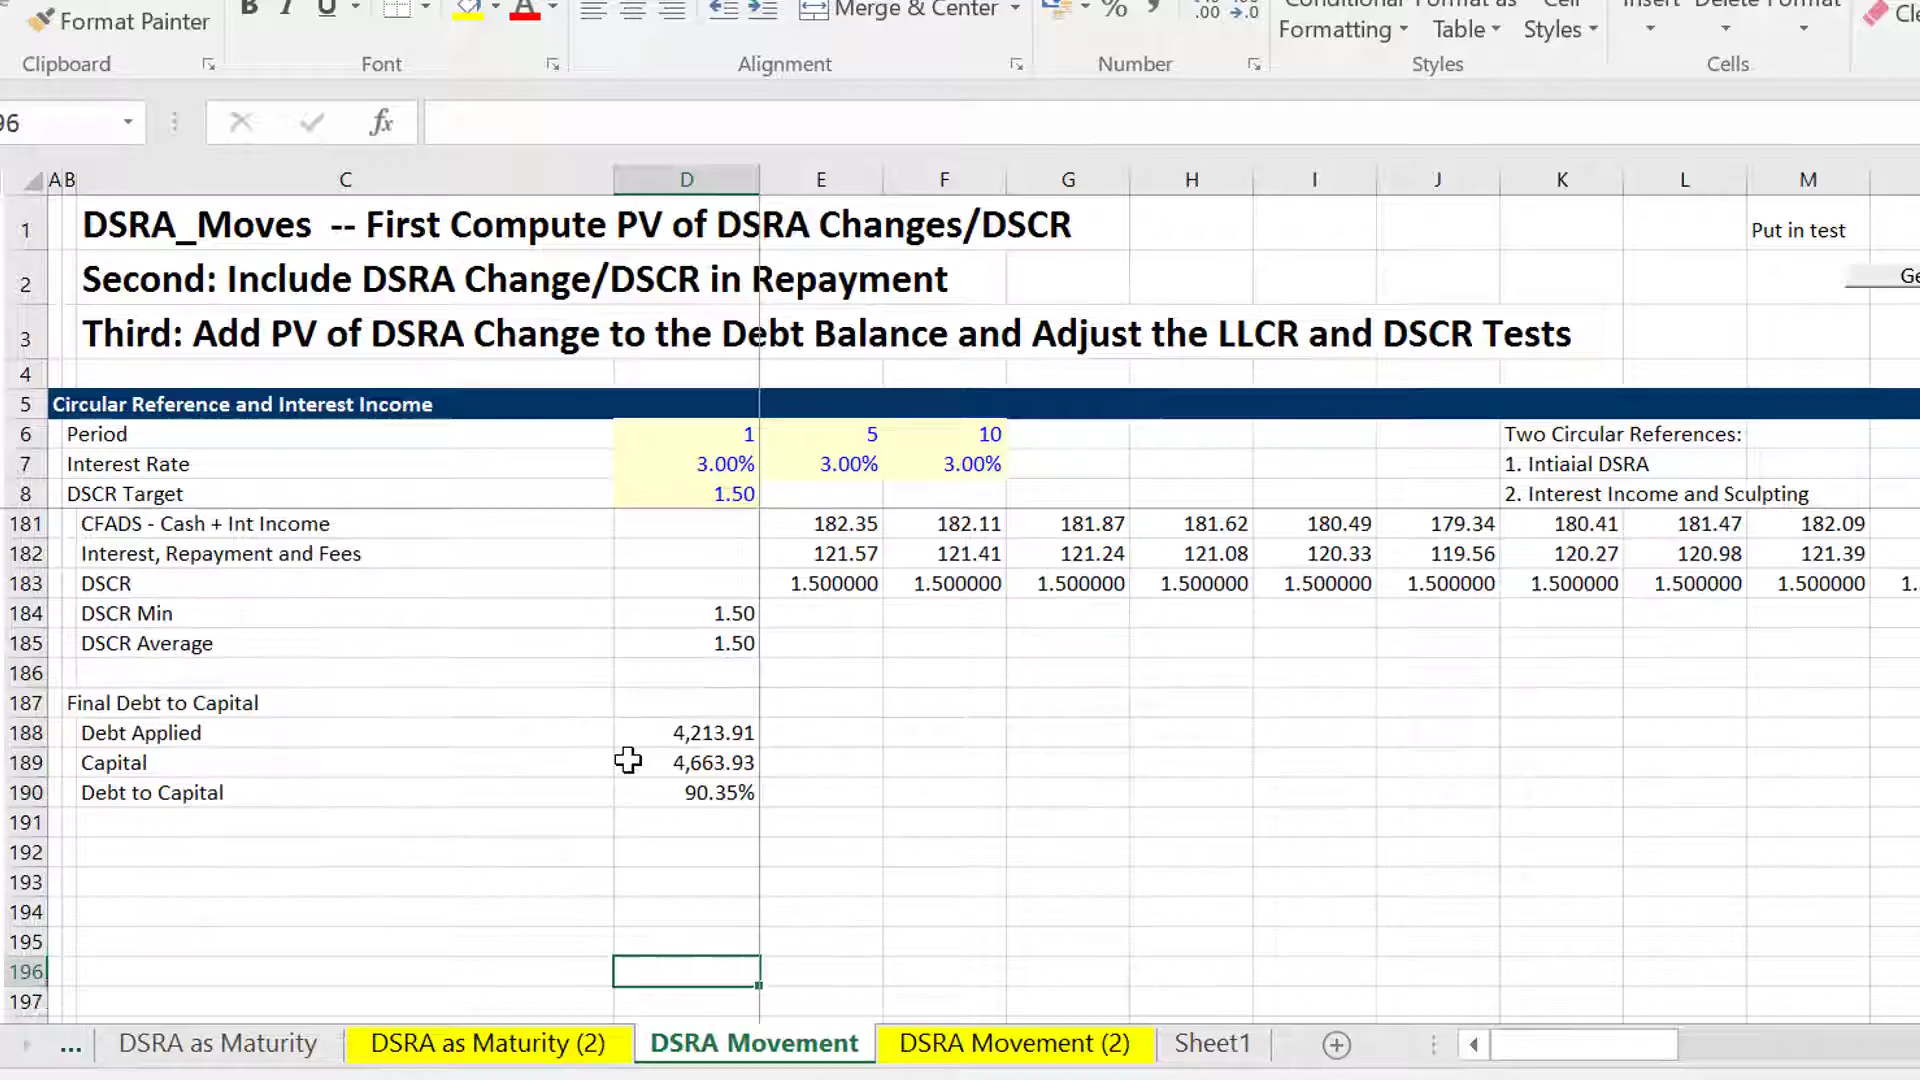 Format Painter
B I U
Merge & Center
%
.00 .00
→.0
Formatting Table Styles
Clipboard Font Alignment Number Styles Cells
96 fx
A B C D E F G H I J K L M
1 DSRA_Moves -- First Compute PV of DSRA Changes/DSCR Put in test
2 Second: Include DSRA Change/DSCR in Repayment Ge
3 Third: Add PV of DSRA Change to the Debt Balance and Adjust the LLCR and DSCR Tests
4
5 Circular Reference and Interest Income
6 Period 1 5 10 Two Circular References:
7 Interest Rate 3.00% 3.00% 3.00% 1. Intiaial DSRA
8 DSCR Target 1.50 2. Interest Income and Sculpting
181 CFADS - Cash + Int Income 182.35 182.11 181.87 181.62 180.49 179.34 180.41 181.47 182.09
182 Interest, Repayment and Fees 121.57 121.41 121.24 121.08 120.33 119.56 120.27 120.98 121.39
183 DSCR 1.500000 1.500000 1.500000 1.500000 1.500000 1.500000 1.500000 1.500000 1.500000 1.
184 DSCR Min 1.50
185 DSCR Average 1.50
186
187 Final Debt to Capital
188 Debt Applied 4,213.91
189 Capital 4,663.93
190 Debt to Capital 90.35%
191
192
193
194
195
196
197
... DSRA as Maturity DSRA as Maturity (2) DSRA Movement DSRA Movement (2) Sheet1